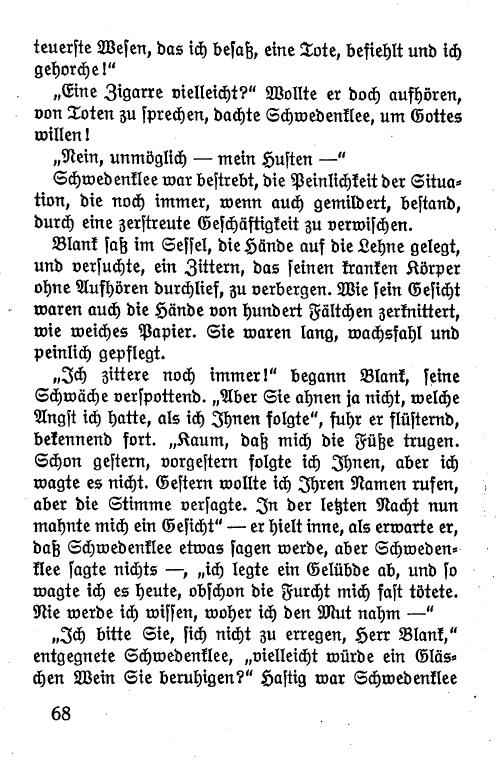 teuerste Wesen, das ich besaß, eine Tote, befiehlt und ich
gehorche!“
„Eine Zigarre vielleicht?“ Wollte er doch aufhören,
von Toten zu sprechen, dachte Schwedenklee, um Gottes
willen!
„Nein, unmöglich — mein Husten —“
Schwedenklee war bestrebt, die Peinlichkeit der Situa-
tion, die noch immer, wenn auch gemildert, bestand,
durch eine zerstreute Geschäftigkeit zu verwischen.
Blank saß im Sessel, die Hände auf die Lehne gelegt,
und versuchte, ein Zittern, das seinen kranken Körper
ohne Aufhören durchlief, zu verbergen. Wie sein Gesicht
waren auch die Hände von hundert Fältchen zerknittert,
wie weiches Papier. Sie waren lang, wachsfahl und
peinlich gepflegt.
„Ich zittere noch immer!“ begann Blank, seine
Schwäche verspottend. „Aber Sie ahnen ja nicht, welche
Angst ich hatte, als ich Ihnen folgte“, fuhr er flüsternd,
bekennend fort. „Kaum, daß mich die Füße trugen.
Schon gestern, vorgestern folgte ich Ihnen, aber ich
wagte es nicht. Gestern wollte ich Ihren Namen rufen,
aber die Stimme versagte. In der letzten Nacht nun
mahnte mich ein Gesicht“ — er hielt inne, als erwarte er,
daß Schwedenklee etwas sagen werde, aber Schweden-
klee sagte nichts —, „ich legte ein Gelübde ab, und so
wagte ich es heute, obschon die Furcht mich fast tötete.
Nie werde ich wissen, woher ich den Mut nahm —“
„Ich bitte Sie, sich nicht zu erregen, Herr Blank,“
entgegnete Schwedenklee, „vielleicht würde ein Gläs-
chen Wein Sie beruhigen?“ Hastig war Schwedenklee
68